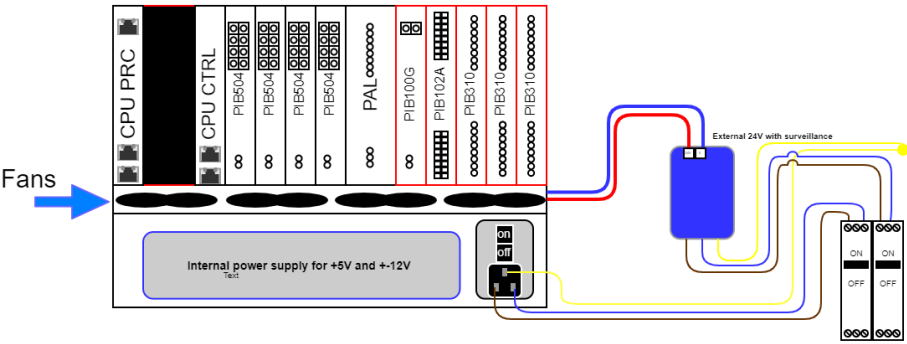 CPU PRC
CPU CTRL
PIB504
PIB504
PIB504
PIB504
PAL
PIB100G
PIB102A
PIB310
PIB310
PIB310
External 24V with surveillance
Fans
on
off
Internal power supply for +5V and +-12V
Text
ON
OFF
ON
OFF